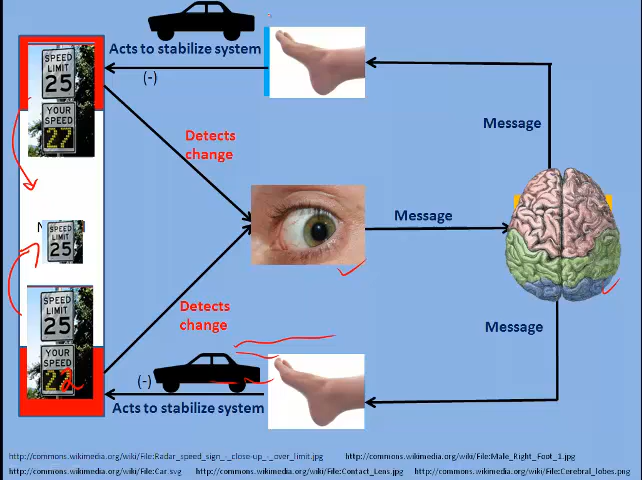 Acts to stabilize system
(-)
SPEED
LIMIT
25
YOUR
SPEED
27
Detects
change
Message
SPEED
LIMIT
25
Message
SPEED
LIMIT
25
YOUR
SPEED
22
Detects
change
Message
(-)
Acts to stabilize system
http://commons.wikimedia.org/wiki/File:Radar_speed_sign_-_close-up_-_over_limit.jpg
http://commons.wikimedia.org/wiki/File:Male_Right_Foot_1.jpg
http://commons.wikimedia.org/wiki/File:Car.svg
http://commons.wikimedia.org/wiki/File:Contact_Lens.jpg
http://commons.wikimedia.org/wiki/File:Cerebral_lobes.png